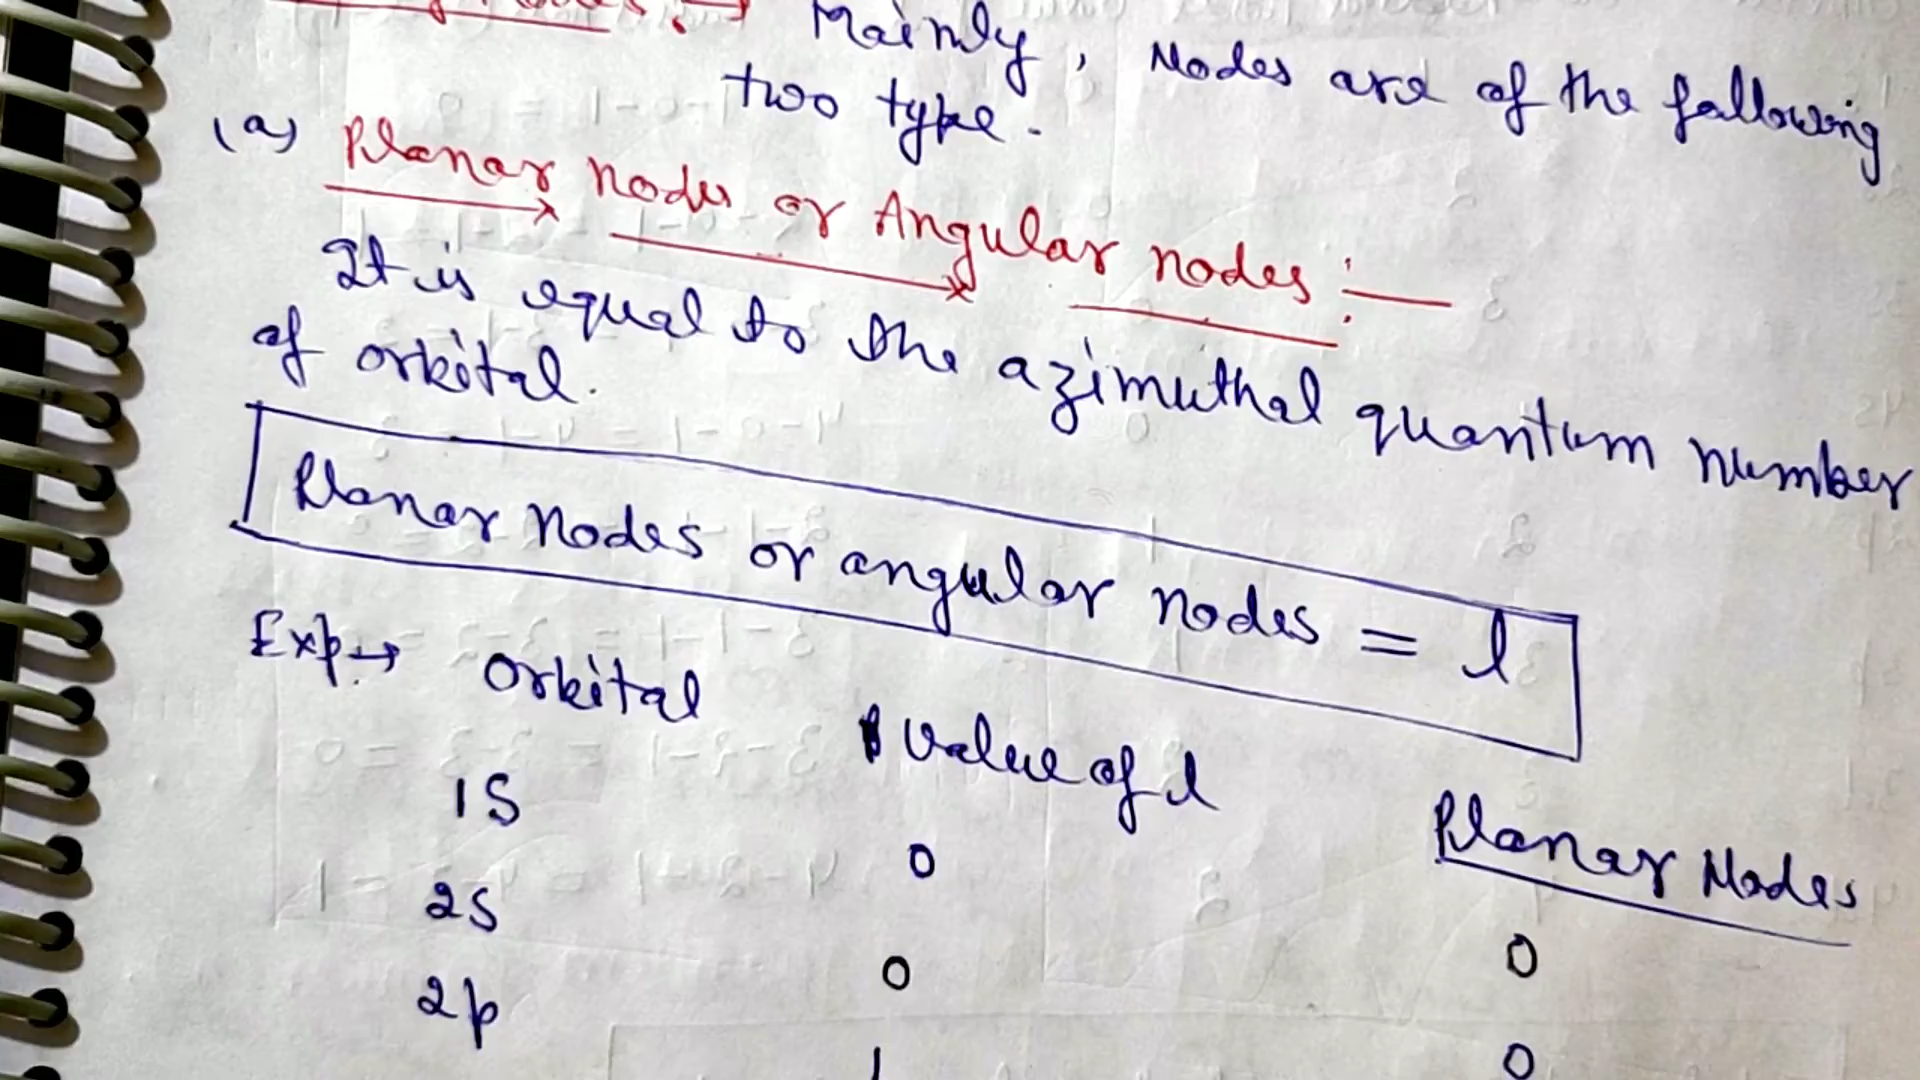 Mainly, Nodes are of the following
two type.
(a) Planar nodes or Angular nodes :—
It is equal to the azimuthal quantum number
of orbital.
Planar Nodes or angular nodes = l
Exp→ Orbital Value of l Planar Nodes
1S 0 0
2S 0 0
2p 1